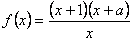 f(x) = (x+1)(x+a) / x